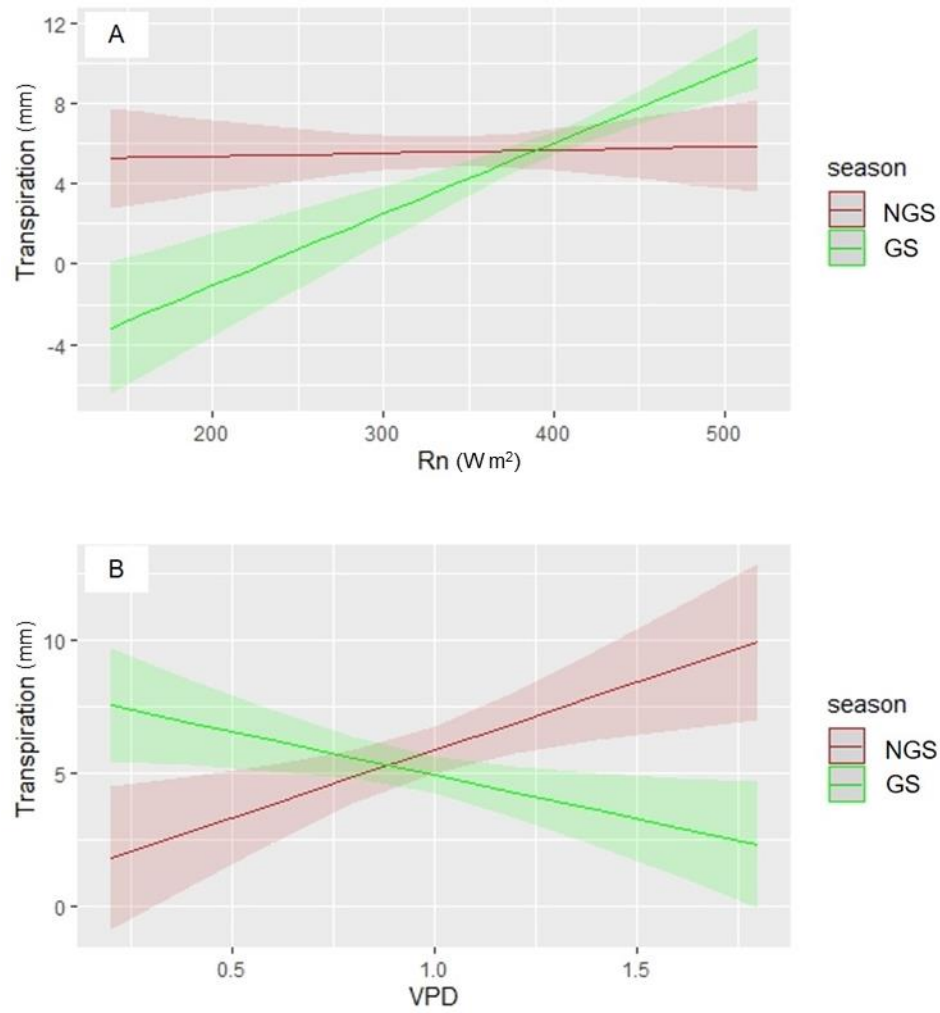 A
Transpiration (mm)
12
8
4
0
-4
200 300 400 500
Rn (W m²)
season
NGS
GS
B
Transpiration (mm)
10
5
0
0.5 1.0 1.5
VPD
season
NGS
GS